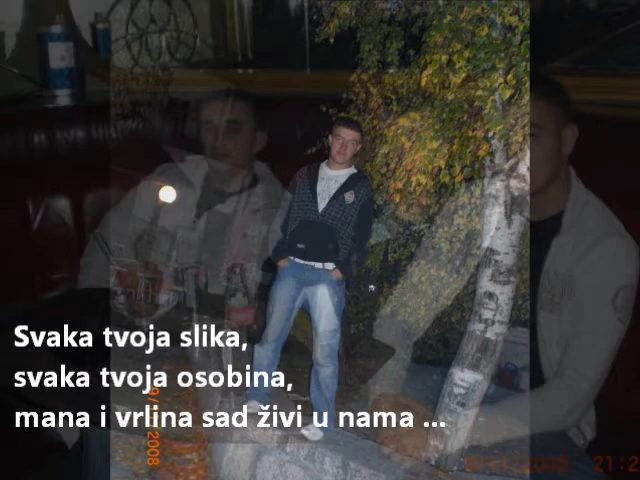 Svaka tvoja slika,
svaka tvoja osobina,
mana i vrlina sad živi u nama ...